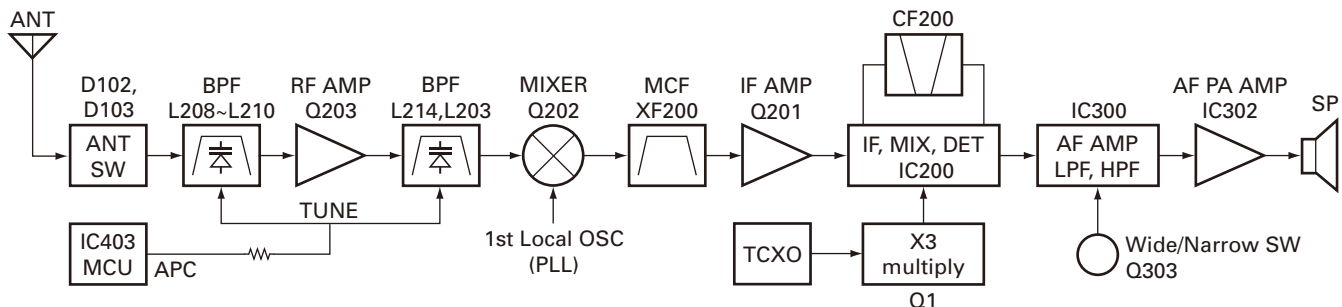 ANT
D102,
D103
ANT
SW
BPF
L208~L210
RF AMP
Q203
BPF
L214,L203
MIXER
Q202
MCF
XF200
IF AMP
Q201
CF200
IF, MIX, DET
IC200
IC300
AF AMP
LPF, HPF
AF PA AMP
IC302
SP
TUNE
IC403
MCU
APC
1st Local OSC
(PLL)
TCXO
X3
multiply
Q1
Wide/Narrow SW
Q303